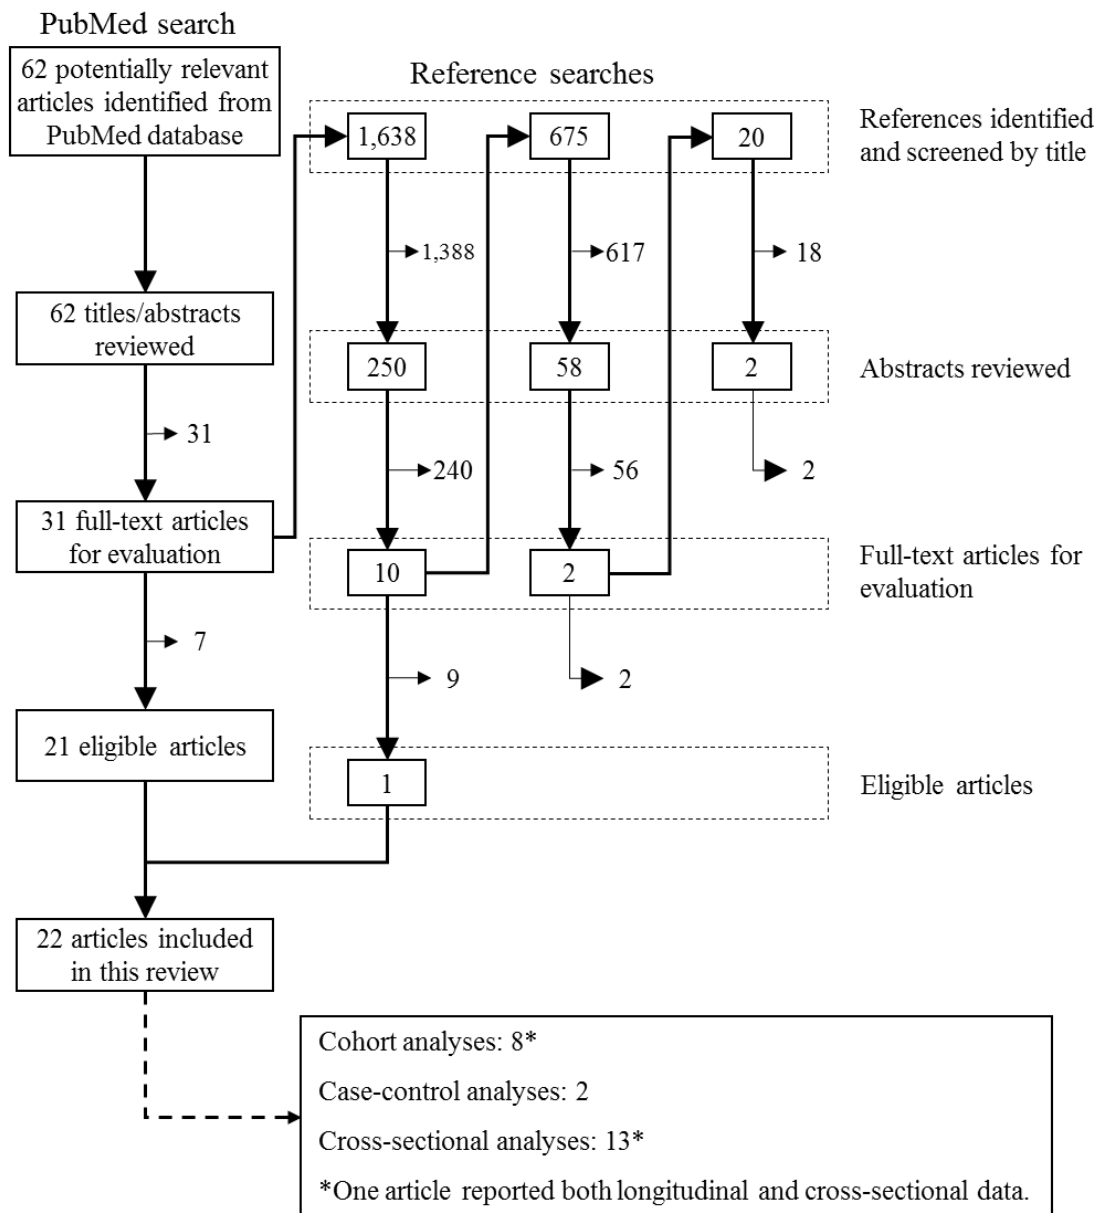 PubMed search
62 potentially relevant
articles identified from
PubMed database
62 titles/abstracts
reviewed
31
31 full-text articles
for evaluation
7
21 eligible articles
22 articles included
in this review
Reference searches
1,638
675
20
References identified
and screened by title
1,388
617
18
250
58
2
Abstracts reviewed
240
56
2
10
2
Full-text articles for
evaluation
9
2
1
Eligible articles
Cohort analyses: 8*
Case-control analyses: 2
Cross-sectional analyses: 13*
*One article reported both longitudinal and cross-sectional data.